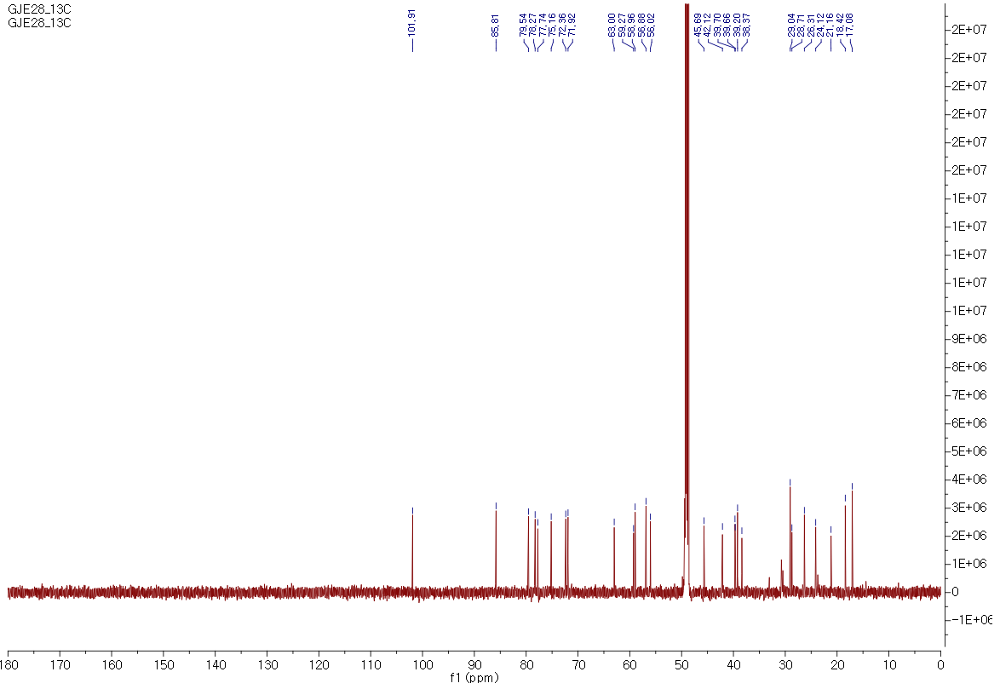 GJE28_13C
GJE28_13C
101.91
85.81
79.54
78.27
77.74
75.16
72.36
71.92
63.00
59.27
58.96
56.88
56.02
45.69
42.12
39.70
39.66
39.20
38.37
29.04
28.71
26.31
24.12
21.16
18.42
17.08
2E+07
2E+07
2E+07
2E+07
2E+07
2E+07
1E+07
1E+07
1E+07
1E+07
1E+07
9E+06
8E+06
7E+06
6E+06
5E+06
4E+06
3E+06
2E+06
1E+06
0
-1E+06
180 170 160 150 140 130 120 110 100 90 80 70 60 50 40 30 20 10 0
f1 (ppm)